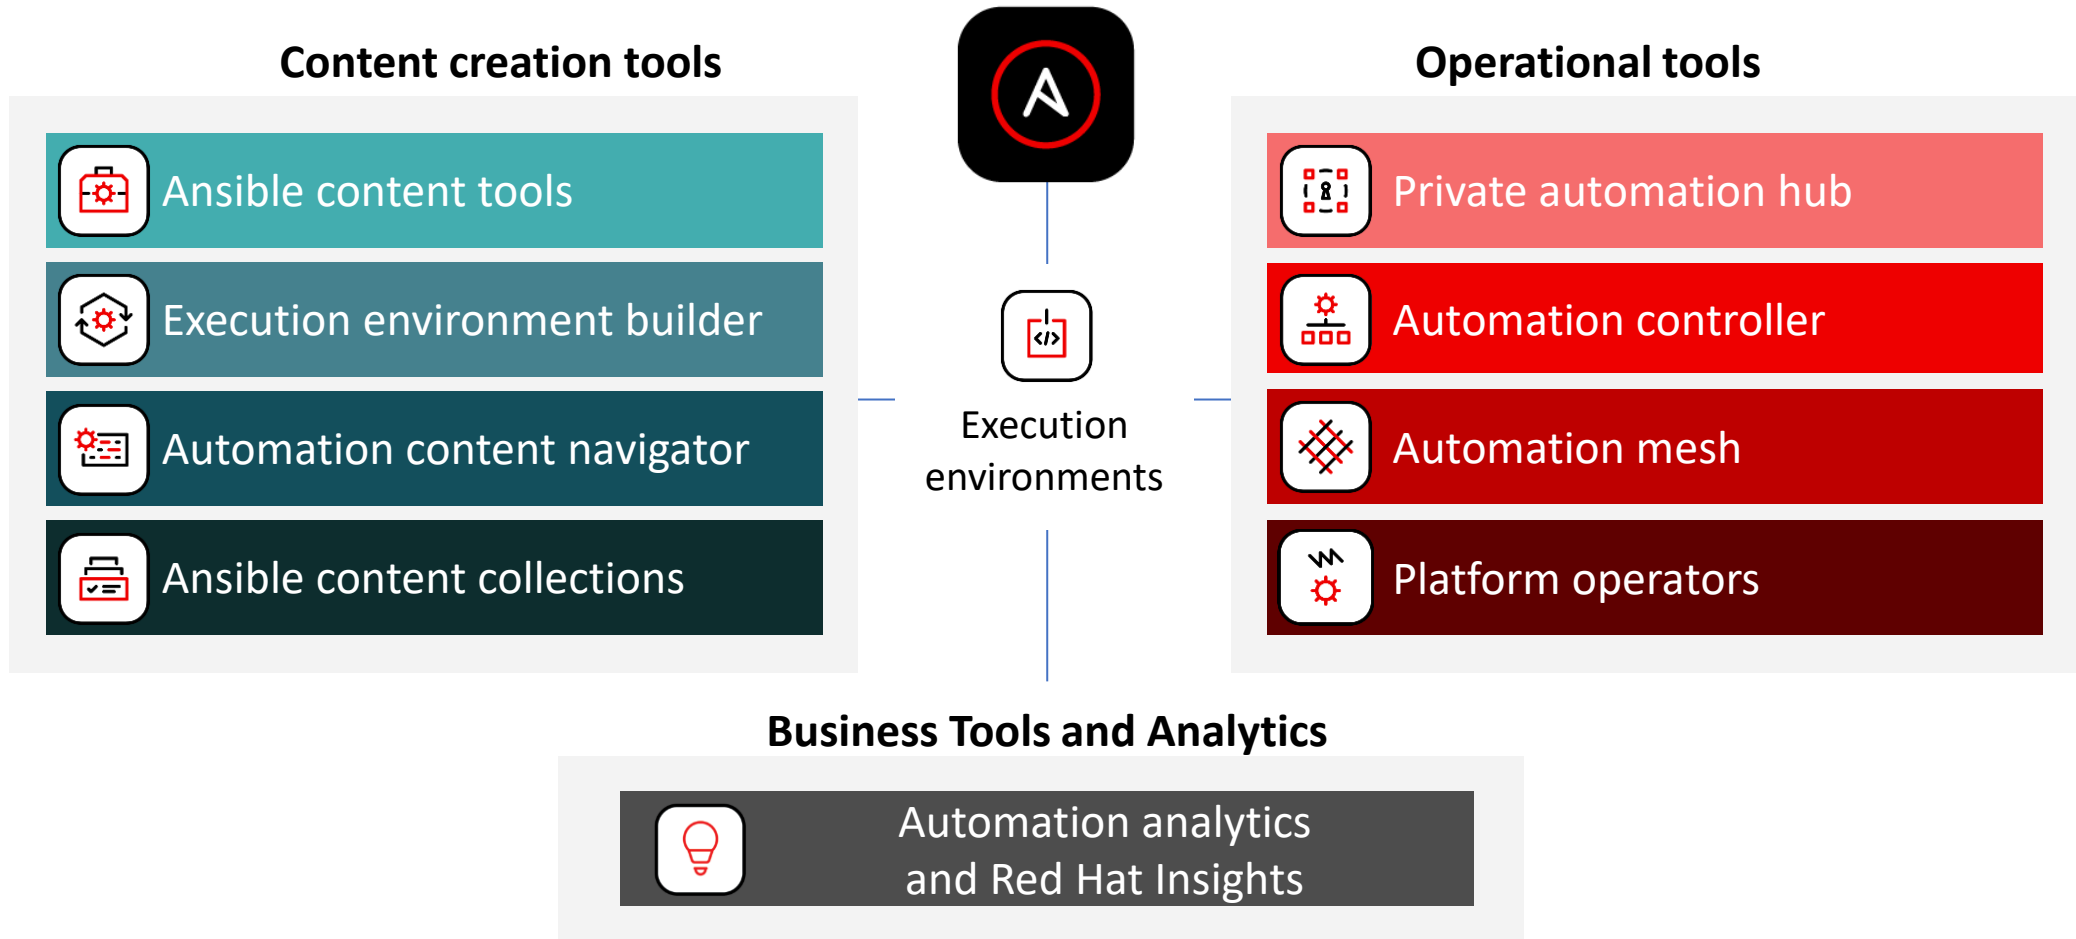 Content creation tools
Ansible content tools
Execution environment builder
Automation content navigator
Ansible content collections
A
</>
Execution
environments
Operational tools
Private automation hub
Automation controller
Automation mesh
Platform operators
Business Tools and Analytics
Automation analytics
and Red Hat Insights